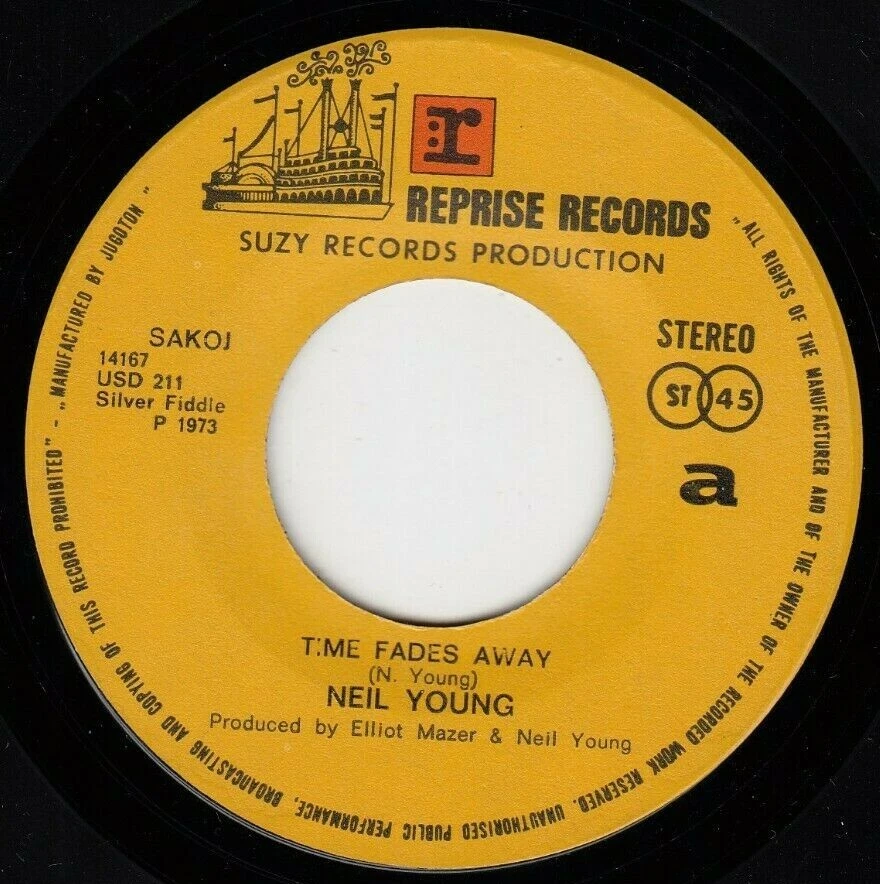 r
REPRISE RECORDS
SUZY RECORDS PRODUCTION
SAKOJ
14167
USD 211
Silver Fiddle
P 1973
STEREO
ST 45
a
T:ME FADES AWAY
(N. Young)
NEIL YOUNG
Produced by Elliot Mazer & Neil Young
„ALL RIGHTS OF THE MANUFACTURER AND OF THE OWNER OF THE RECORDED WORK RESERVED. UNAUTHORISED PUBLIC PERFORMANCE, BROADCASTING AND COPYING OF THIS RECORD PROHIBITED" - „MANUFACTURED BY JUGOTON"